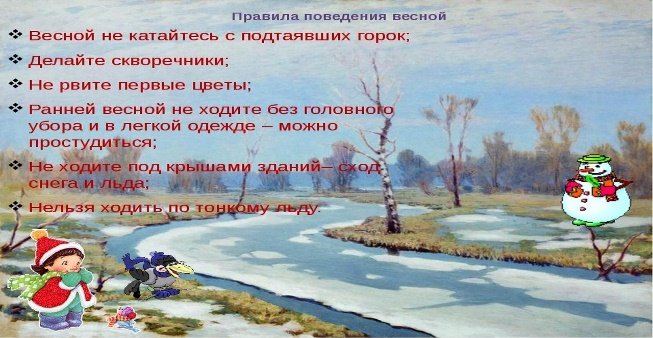 Правила поведения весной
❖ Весной не катайтесь с подтаявших горок;
❖ Делайте скворечники;
❖ Не рвите первые цветы;
❖ Ранней весной не ходите без головного
убора и в легкой одежде – можно
простудиться;
❖ Не ходите под крышами зданий– сход
снега и льда;
❖ Нельзя ходить по тонкому льду.